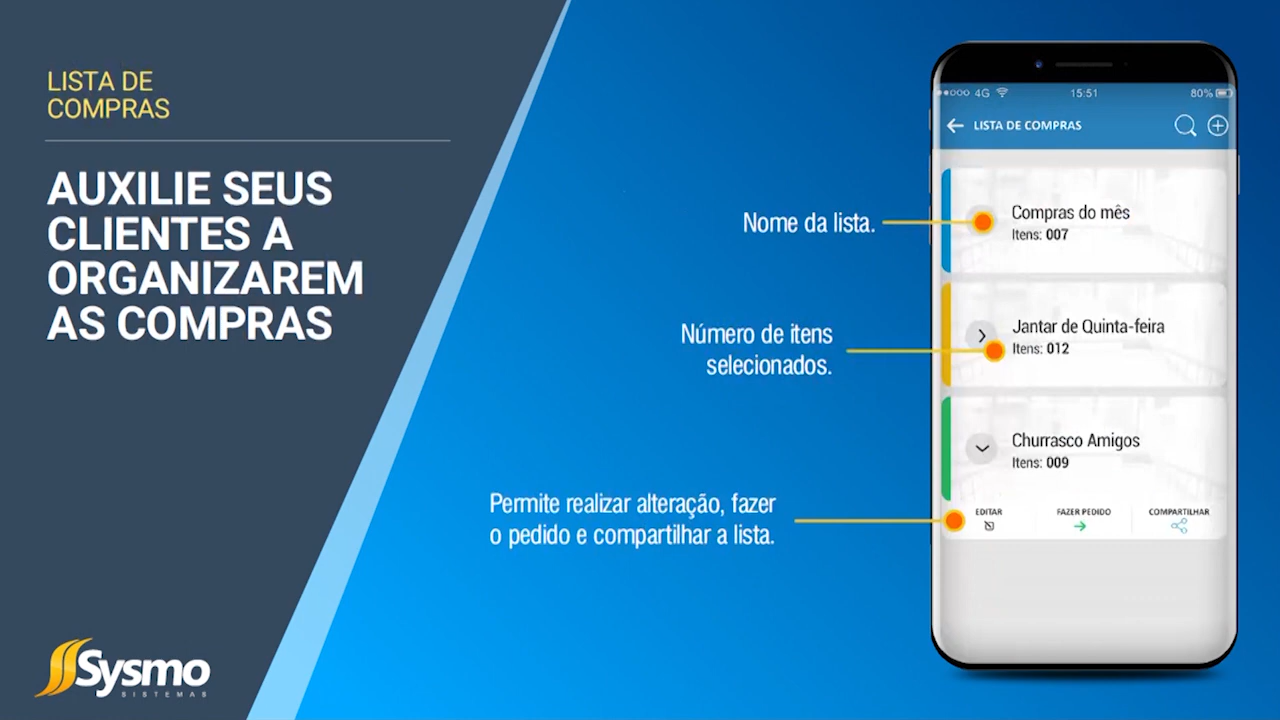 LISTA DE
COMPRAS
AUXILIE SEUS
CLIENTES A
ORGANIZAREM
AS COMPRAS
Nome da lista.
Número de itens
selecionados.
Permite realizar alteração, fazer
o pedido e compartilhar a lista.
4G 15:51 80%
LISTA DE COMPRAS
Compras do mês
Itens: 007
Jantar de Quinta-feira
Itens: 012
Churrasco Amigos
Itens: 009
EDITAR FAZER PEDIDO COMPARTILHAR
Sysmo
SISTEMAS